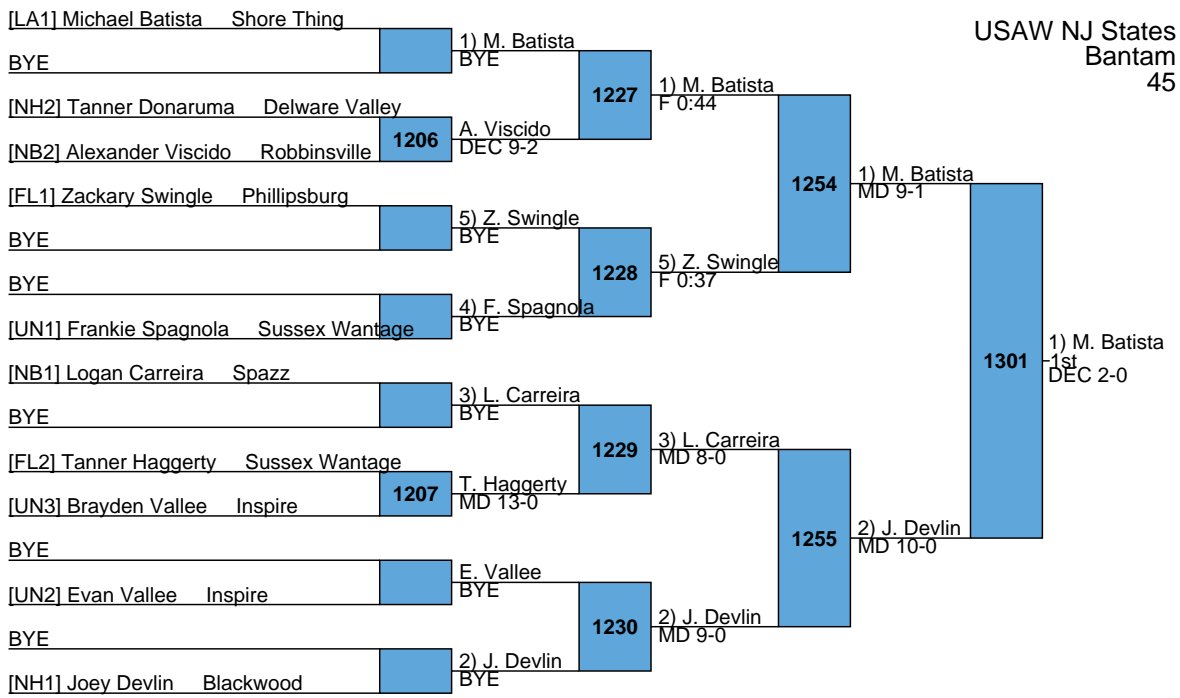 USAW NJ States
Bantam
45
[LA1] Michael Batista Shore Thing
BYE
[NH2] Tanner Donaruma Delware Valley
[NB2] Alexander Viscido Robbinsville
[FL1] Zackary Swingle Phillipsburg
BYE
BYE
[UN1] Frankie Spagnola Sussex Wantage
[NB1] Logan Carreira Spazz
BYE
[FL2] Tanner Haggerty Sussex Wantage
[UN3] Brayden Vallee Inspire
BYE
[UN2] Evan Vallee Inspire
BYE
[NH1] Joey Devlin Blackwood
1206
1207
1) M. Batista
BYE
A. Viscido
DEC 9-2
5) Z. Swingle
BYE
4) F. Spagnola
BYE
3) L. Carreira
BYE
T. Haggerty
MD 13-0
E. Vallee
BYE
2) J. Devlin
BYE
1227
1228
1229
1230
1) M. Batista
F 0:44
5) Z. Swingle
F 0:37
3) L. Carreira
MD 8-0
2) J. Devlin
MD 9-0
1254
1255
1) M. Batista
MD 9-1
2) J. Devlin
MD 10-0
1301
1) M. Batista
1st
DEC 2-0